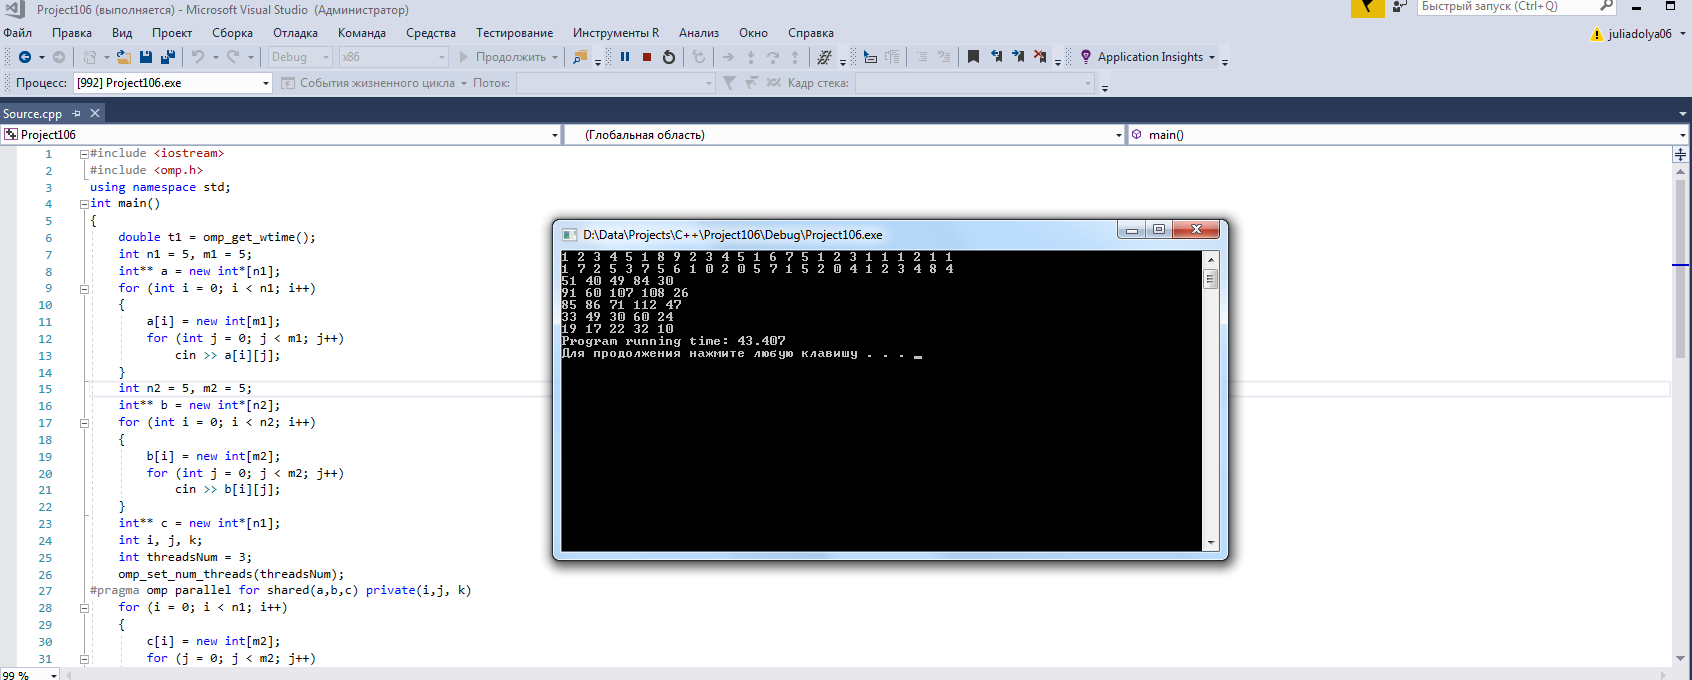 Project106 (выполняется) - Microsoft Visual Studio (Администратор)
Быстрый запуск (Ctrl+Q)
Файл Правка Вид Проект Сборка Отладка Команда Средства Тестирование Инструменты R Анализ Окно Справка
juliadolya06
Debug x86 Продолжить Application Insights
Процесс: [992] Project106.exe События жизненного цикла Поток: Кадр стека:
Source.cpp
Project106 (Глобальная область) main()
1 #include <iostream>
2 #include <omp.h>
3 using namespace std;
4 int main()
5 {
6 double t1 = omp_get_wtime();
7 int n1 = 5, m1 = 5;
8 int** a = new int*[n1];
9 for (int i = 0; i < n1; i++)
10 {
11 a[i] = new int[m1];
12 for (int j = 0; j < m1; j++)
13 cin >> a[i][j];
14 }
15 int n2 = 5, m2 = 5;
16 int** b = new int*[n2];
17 for (int i = 0; i < n2; i++)
18 {
19 b[i] = new int[m2];
20 for (int j = 0; j < m2; j++)
21 cin >> b[i][j];
22 }
23 int** c = new int*[n1];
24 int i, j, k;
25 int threadsNum = 3;
26 omp_set_num_threads(threadsNum);
27 #pragma omp parallel for shared(a,b,c) private(i,j, k)
28 for (i = 0; i < n1; i++)
29 {
30 c[i] = new int[m2];
31 for (j = 0; j < m2; j++)
99 %
D:\Data\Projects\C++\Project106\Debug\Project106.exe
1 2 3 4 5 1 8 9 2 3 4 5 1 6 7 5 1 2 3 1 1 1 2 1 1
1 7 2 5 3 7 5 6 1 0 2 0 5 7 1 5 2 0 4 1 2 3 4 8 4
51 40 49 84 30
91 60 107 108 26
85 86 71 112 47
33 49 30 60 24
19 17 22 32 10
Program running time: 43.407
Для продолжения нажмите любую клавишу . . . _